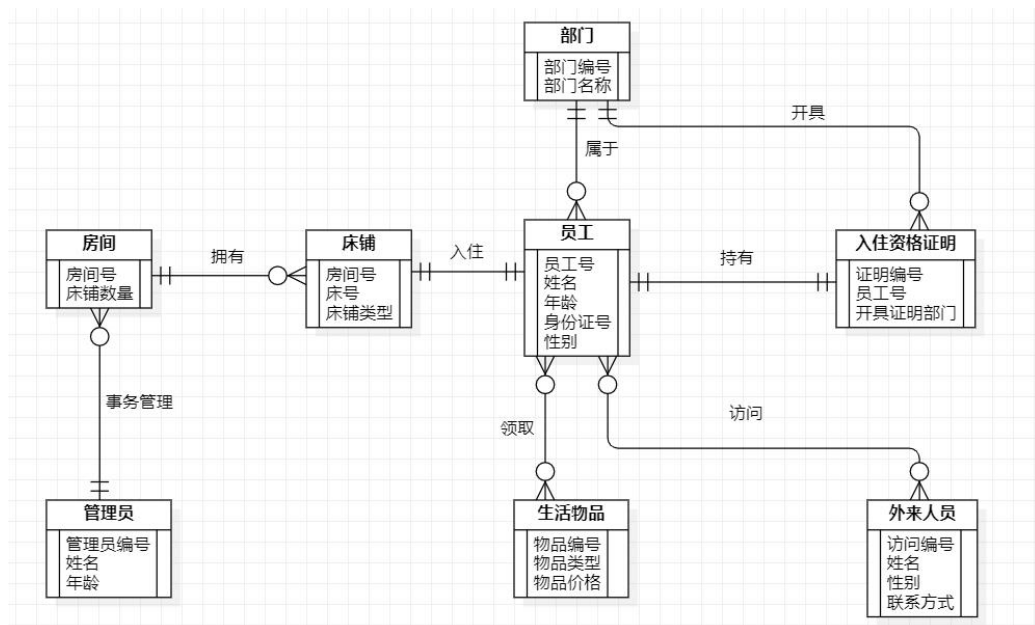 部门
部门编号
部门名称
开具
属于
房间
房间号
床铺数量
拥有
床铺
房间号
床号
床铺类型
入住
员工
员工号
姓名
年龄
身份证号
性别
持有
入住资格证明
证明编号
员工号
开具证明部门
事务管理
领取
访问
管理员
管理员编号
姓名
年龄
生活物品
物品编号
物品类型
物品价格
外来人员
访问编号
姓名
性别
联系方式